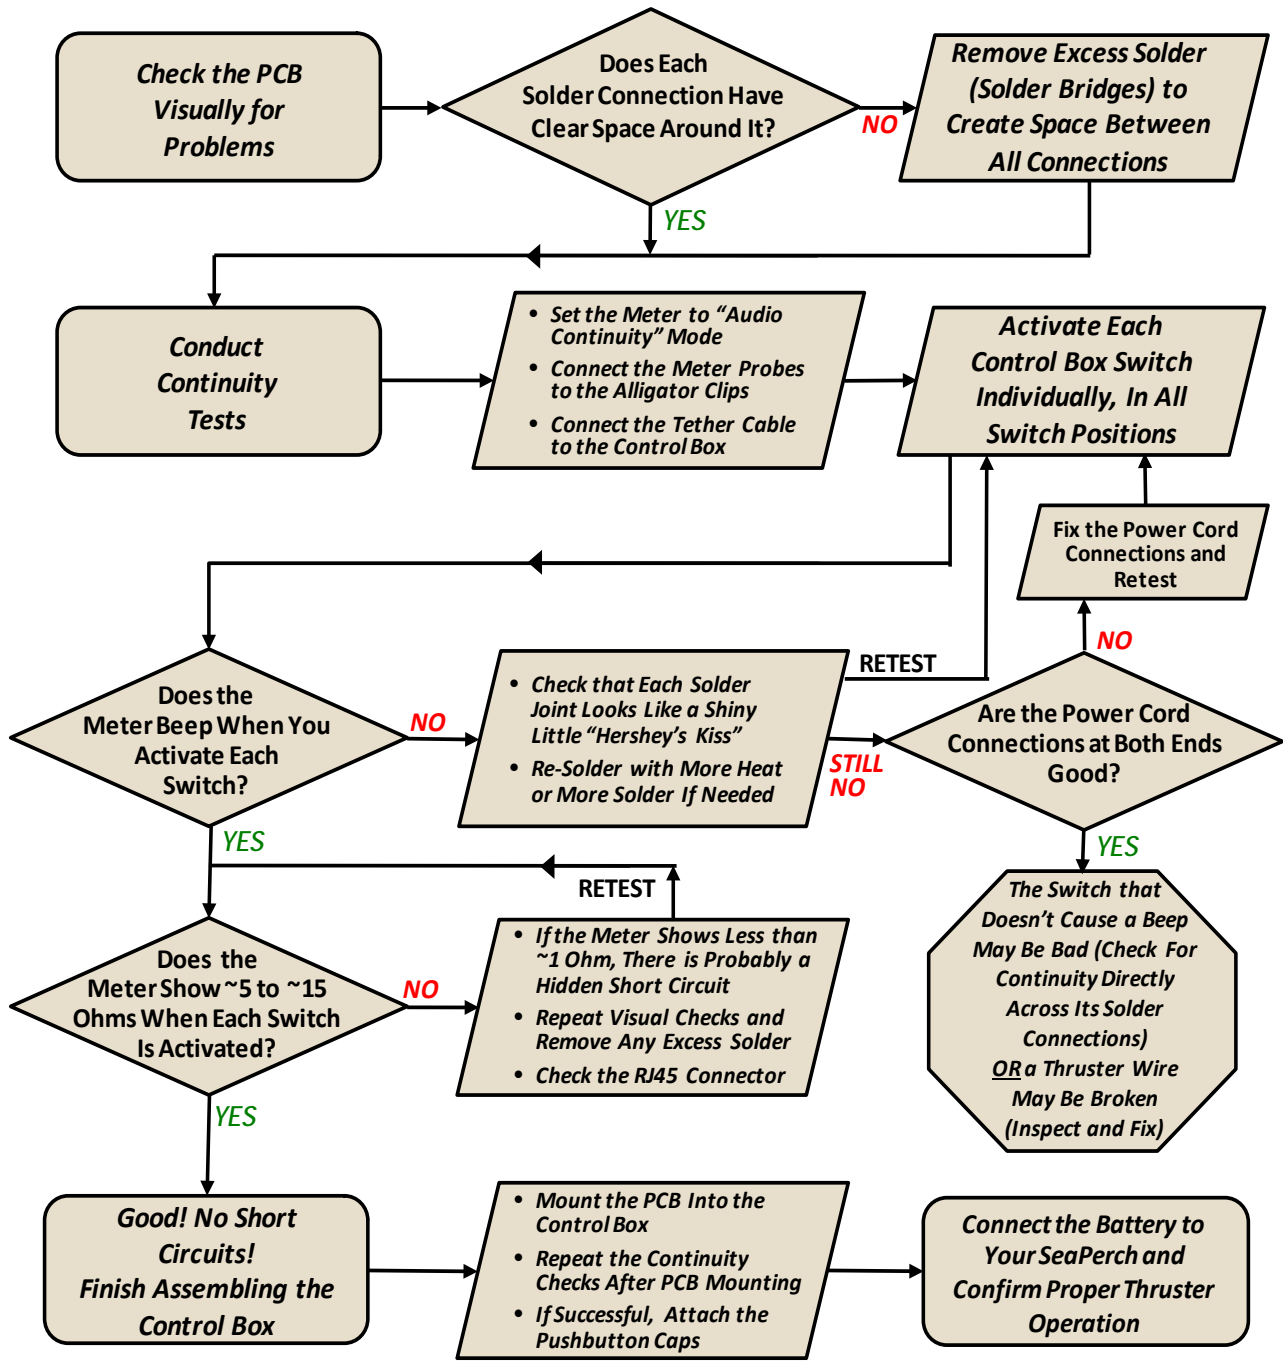 Check the PCB
Visually for
Problems
Does Each
Solder Connection Have
Clear Space Around It?
NO
Remove Excess Solder
(Solder Bridges) to
Create Space Between
All Connections
YES
Conduct
Continuity
Tests
• Set the Meter to “Audio
Continuity” Mode
• Connect the Meter Probes
to the Alligator Clips
• Connect the Tether Cable
to the Control Box
Activate Each
Control Box Switch
Individually, In All
Switch Positions
Fix the Power Cord
Connections and
Retest
NO
Does the
Meter Beep When You
Activate Each
Switch?
NO
• Check that Each Solder
Joint Looks Like a Shiny
Little “Hershey’s Kiss”
• Re-Solder with More Heat
or More Solder If Needed
RETEST
STILL
NO
Are the Power Cord
Connections at Both Ends
Good?
YES
YES
RETEST
Does the
Meter Show ~5 to ~15
Ohms When Each Switch
Is Activated?
NO
• If the Meter Shows Less than
~1 Ohm, There is Probably a
Hidden Short Circuit
• Repeat Visual Checks and
Remove Any Excess Solder
• Check the RJ45 Connector
The Switch that
Doesn’t Cause a Beep
May Be Bad (Check For
Continuity Directly
Across Its Solder
Connections)
OR a Thruster Wire
May Be Broken
(Inspect and Fix)
YES
Good! No Short
Circuits!
Finish Assembling the
Control Box
• Mount the PCB Into the
Control Box
• Repeat the Continuity
Checks After PCB Mounting
• If Successful, Attach the
Pushbutton Caps
Connect the Battery to
Your SeaPerch and
Confirm Proper Thruster
Operation